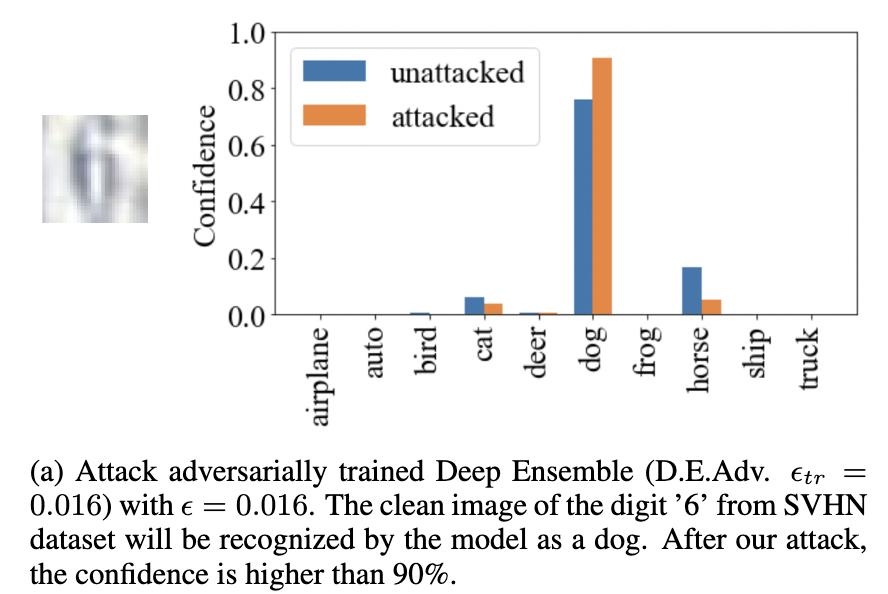 1.0
0.8
0.6
0.4
0.2
0.0
Confidence
unattacked
attacked
airplane
auto
bird
cat
deer
dog
frog
horse
ship
truck
6
(a) Attack adversarially trained Deep Ensemble (D.E.Adv. ϵtr =
0.016) with ϵ = 0.016. The clean image of the digit ’6’ from SVHN
dataset will be recognized by the model as a dog. After our attack,
the confidence is higher than 90%.